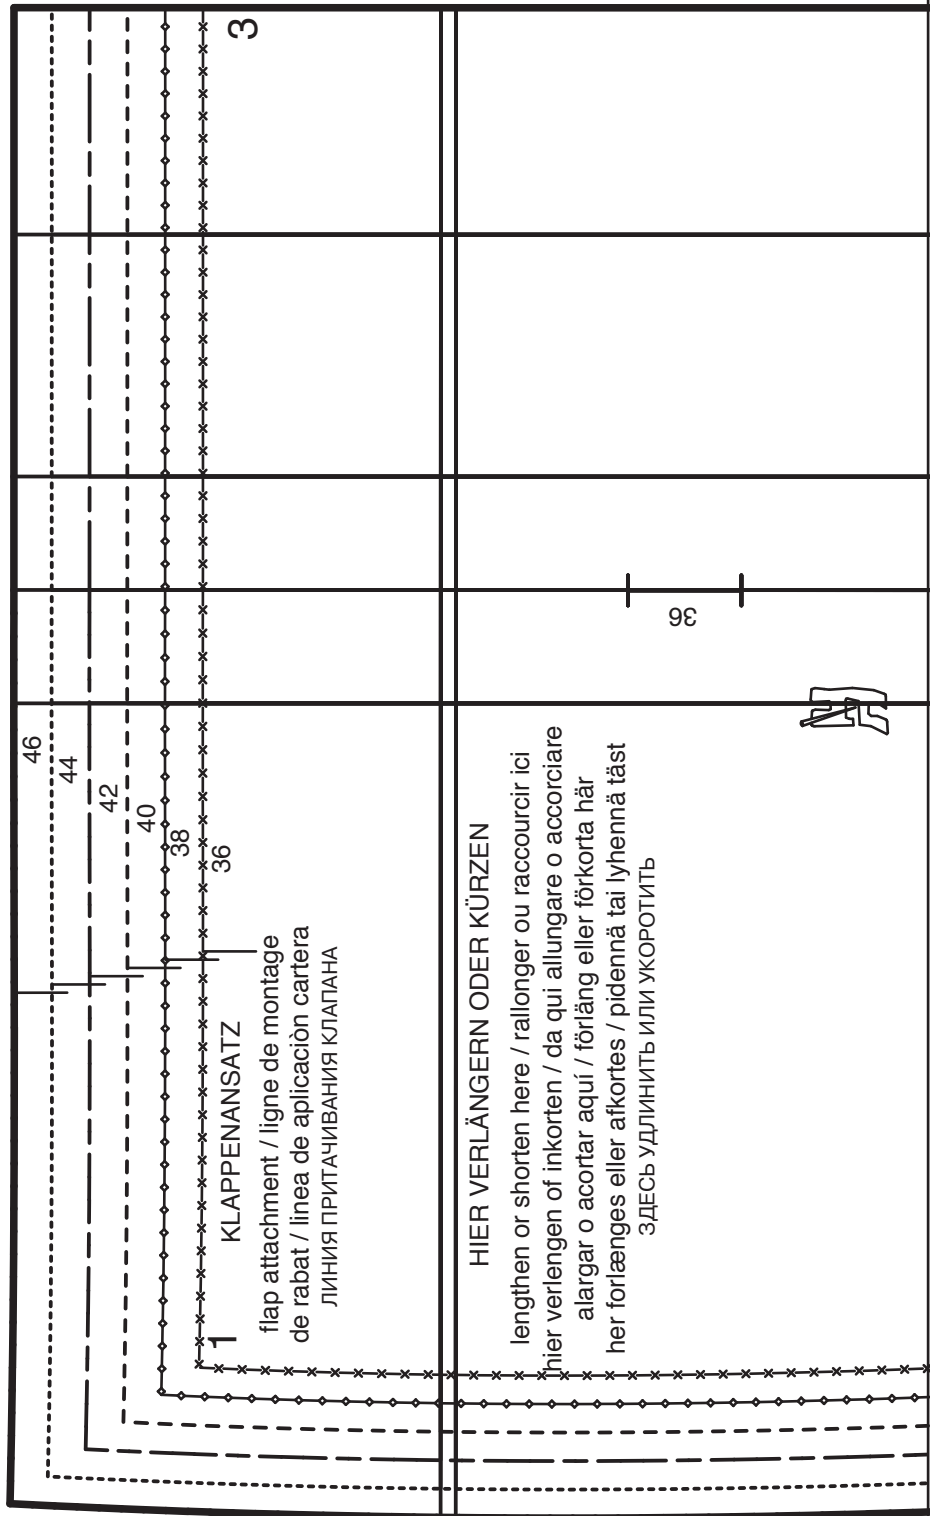 3
46
44
42
40
38
36
KLAPPENANSATZ
flap attachment / ligne de montage
de rabat / linea de aplicaciòn cartera
ЛИНИЯ ПРИТАЧИВАНИЯ КЛАПАНА
1
HIER VERLÄNGERN ODER KÜRZEN
lengthen or shorten here / rallonger ou raccourcir ici
hier verlengen of inkorten / da qui allungare o accorciare
alargar o acortar aquí / förläng eller förkorta här
her forlænges eller afkortes / pidennä tai lyhennä täst
ЗДЕСЬ УДЛИНИТЬ ИЛИ УКОРОТИТЬ
36